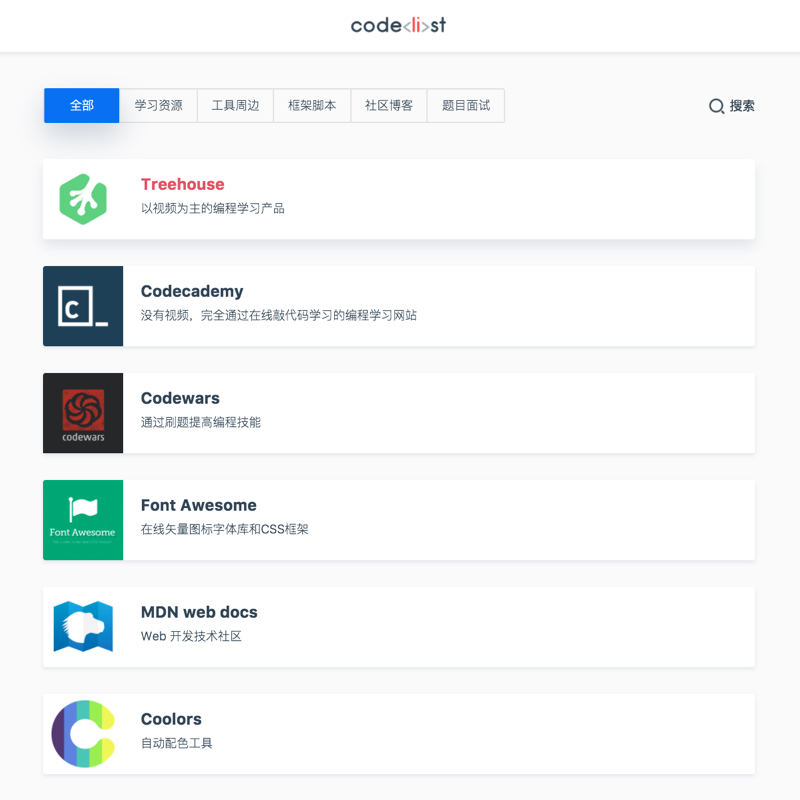 code<li>st
全部 学习资源 工具周边 框架脚本 社区博客 题目面试 搜索
Treehouse
以视频为主的编程学习产品
Codecademy
没有视频，完全通过在线敲代码学习的编程学习网站
Codewars
通过刷题提高编程技能
codewars
Font Awesome
Font Awesome
在线矢量图标字体库和CSS框架
MDN web docs
Web 开发技术社区
Coolors
自动配色工具